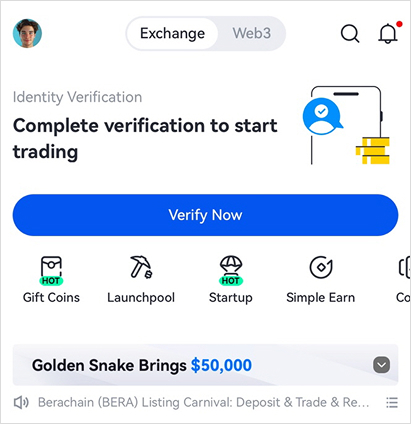 Exchange Web3
Identity Verification
Complete verification to start
trading
Verify Now
HOT HOT
Gift Coins Launchpool Startup Simple Earn Co
Golden Snake Brings $50,000
Berachain (BERA) Listing Carnival: Deposit & Trade & Re...